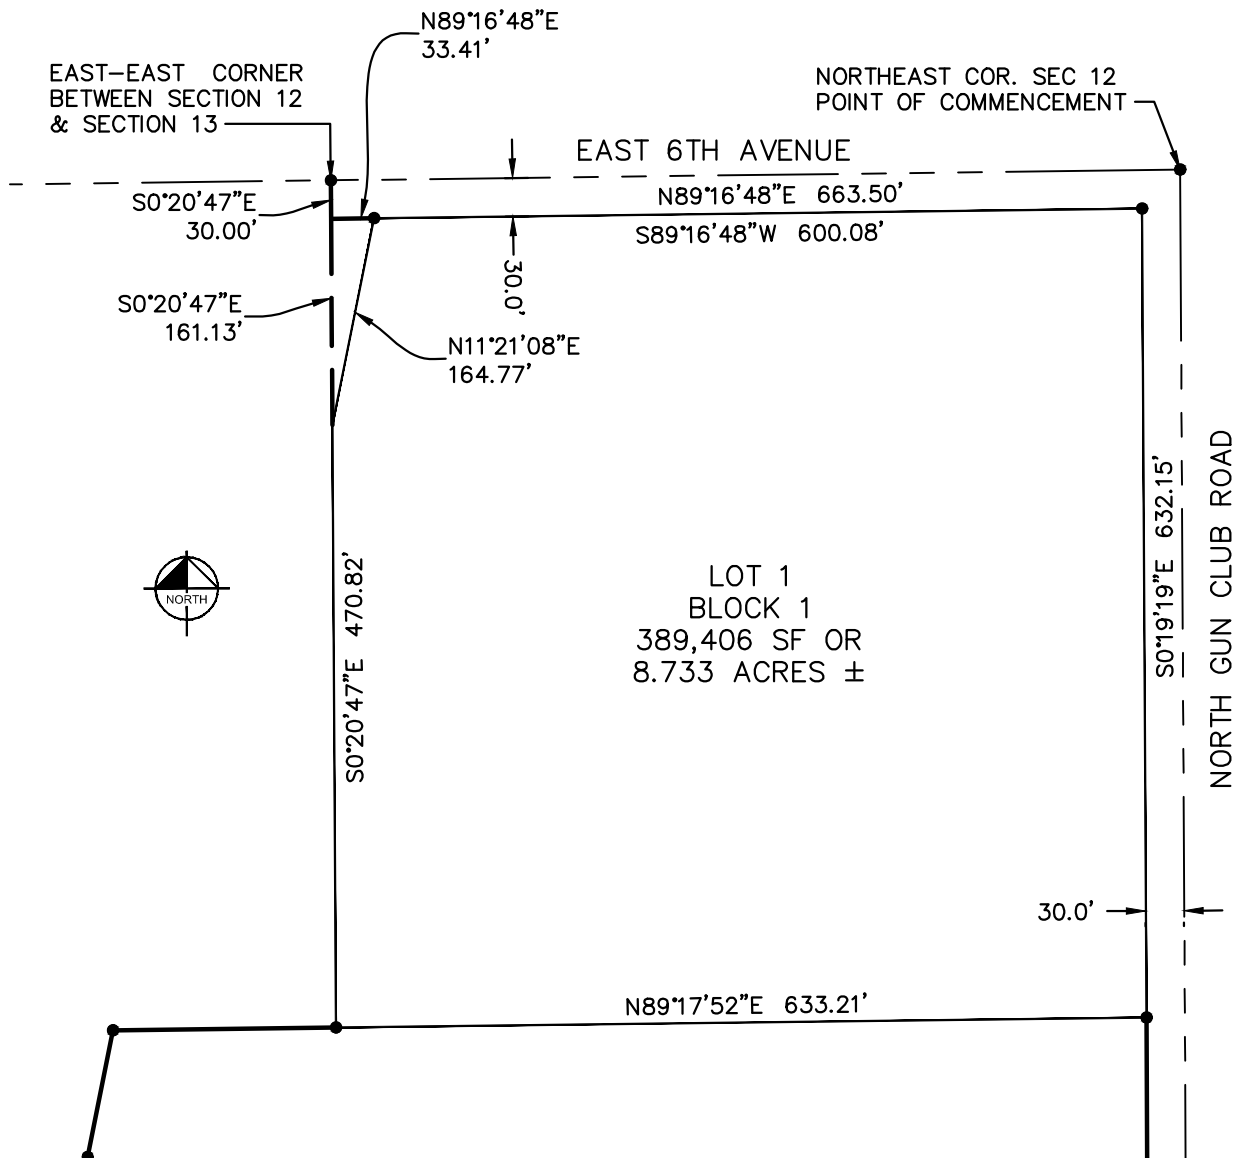 N89°16'48"E
33.41'
EAST-EAST CORNER
BETWEEN SECTION 12
& SECTION 13
NORTHEAST COR. SEC 12
POINT OF COMMENCEMENT
EAST 6TH AVENUE
S0°20'47"E
30.00'
N89°16'48"E 663.50'
S89°16'48"W 600.08'
30.0'
S0°20'47"E
161.13'
N11°21'08"E
164.77'
S0°19'19"E 632.15'
NORTH GUN CLUB ROAD
S0°20'47"E 470.82'
NORTH
LOT 1
BLOCK 1
389,406 SF OR
8.733 ACRES ±
30.0'
N89°17'52"E 633.21'